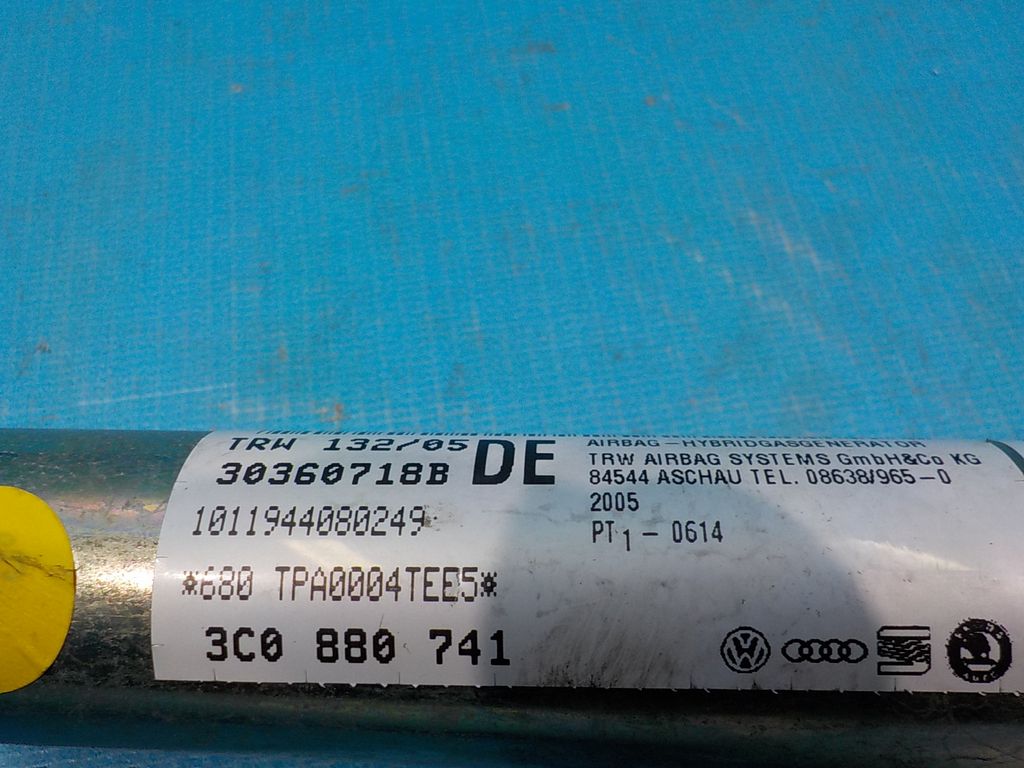 TRW 132/05 DE
30360718B
1011944080249
*680 TPA0004TEE5*
3C0 880 741
AIRBAG-HYBRIDGASGENERATOR
TRW AIRBAG SYSTEMS GmbH&Co KG
84544 ASCHAU TEL. 08638/965-0
2005
PT1 - 0614